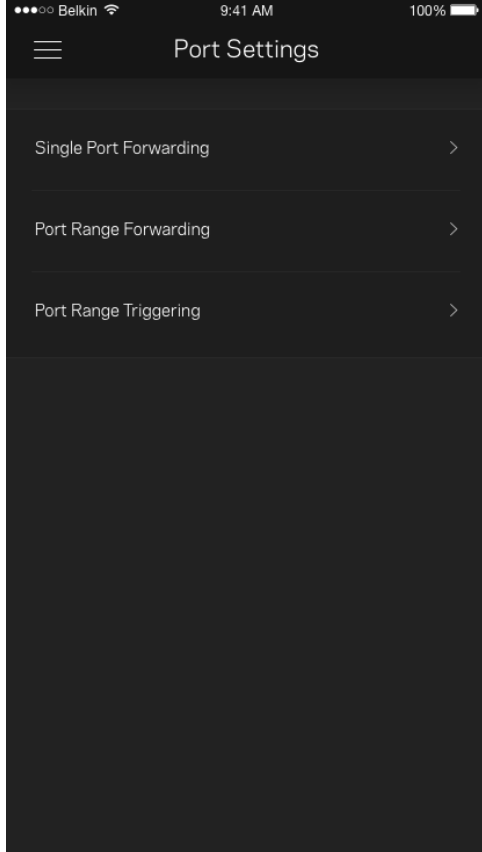 Belkin 9:41 AM 100%
Port Settings
Single Port Forwarding
Port Range Forwarding
Port Range Triggering